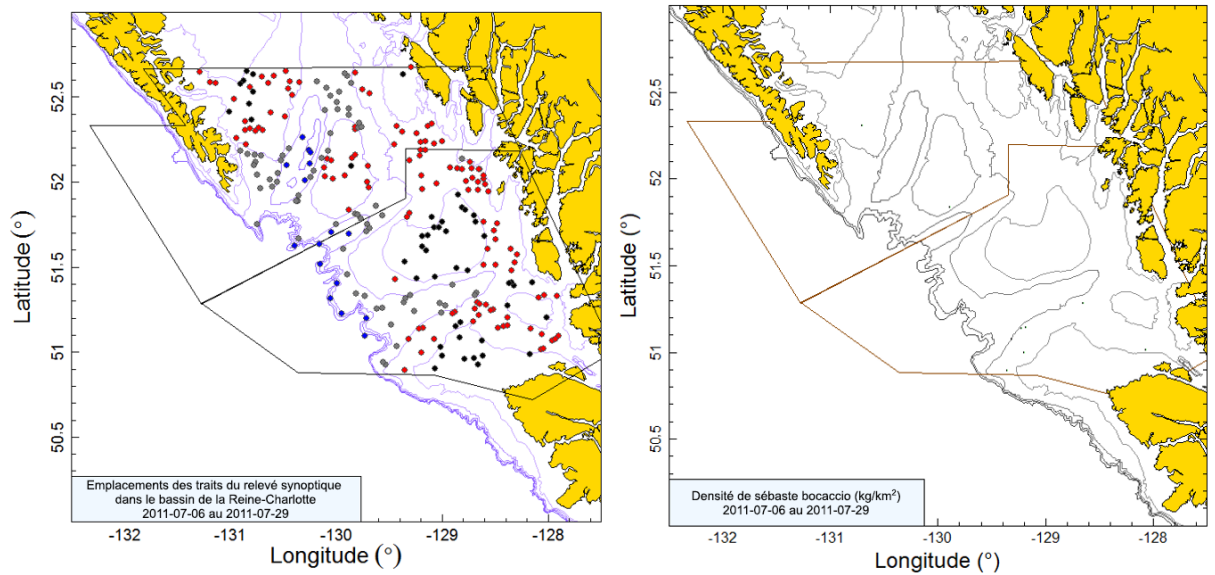 52.5
52
51.5
51
50.5
Latitude (°)
Emplacements des traits du relevé synoptique
dans le bassin de la Reine-Charlotte
2011-07-06 au 2011-07-29
-132
-131
-130
-129
-128
Longitude (°)
52.5
52
51.5
51
50.5
Latitude (°)
Densité de sébaste bocaccio (kg/km²)
2011-07-06 au 2011-07-29
-132
-131
-130
-129
-128
Longitude (°)